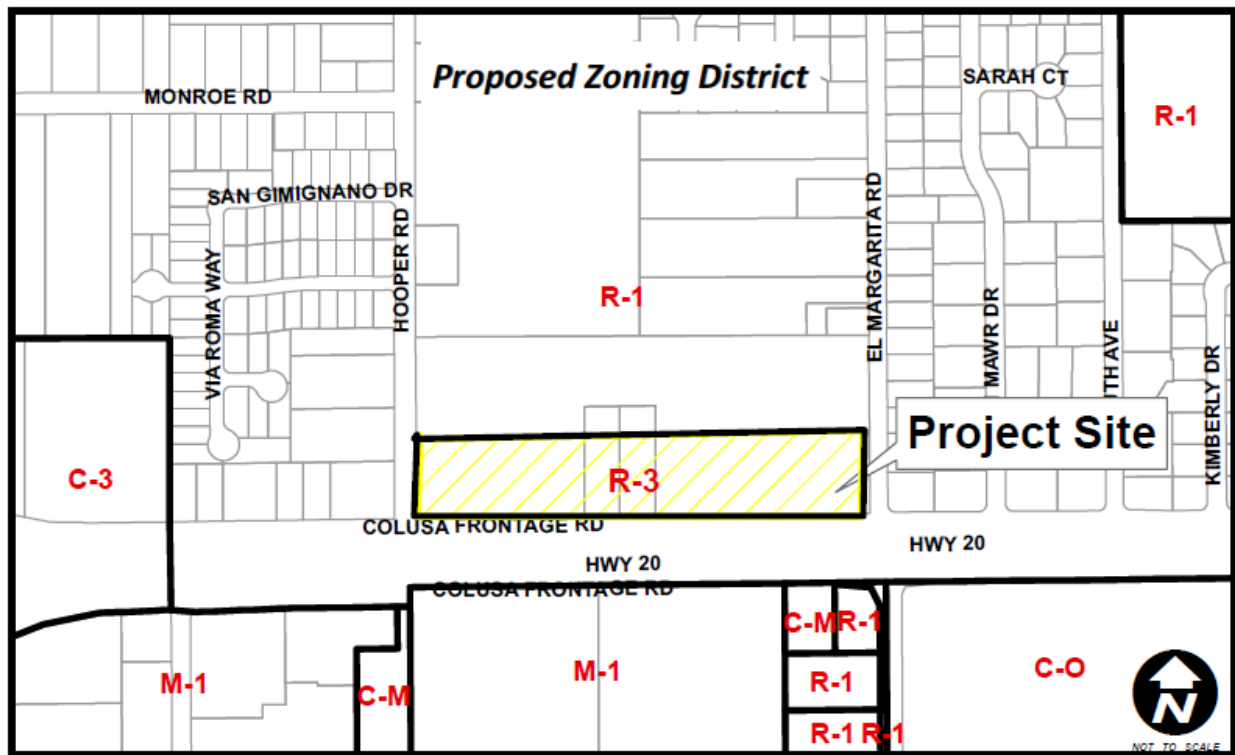 Proposed Zoning District
SARAH CT
MONROE RD
R-1
SAN GIMIGNANO DR
HOOPER RD
EL MARGARITA RD
R-1
VIA ROMA WAY
MAWR DR
UTH AVE
KIMBERLY DR
Project Site
C-3
R-3
COLUSA FRONTAGE RD
HWY 20
HWY 20
COLUSA FRONTAGE RD
C-M
R-1
M-1
C-M
M-1
R-1
C-O
R-1
R-1
N
NOT TO SCALE